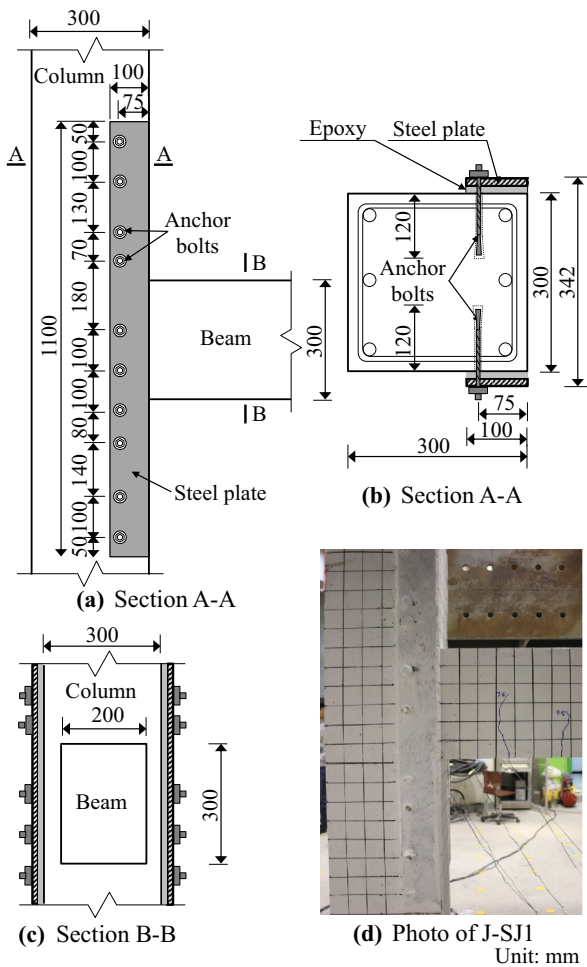 300
Column
100
75
A
A
50
100
130
70
180
100
100
80
140
100
50
1100
Anchor
bolts
B
Beam
300
B
Steel plate
(a) Section A-A
Epoxy
Steel plate
120
Anchor
bolts
120
300
342
75
100
300
(b) Section A-A
300
Column
200
Beam
300
(c) Section B-B
(d) Photo of J-SJ1
Unit: mm